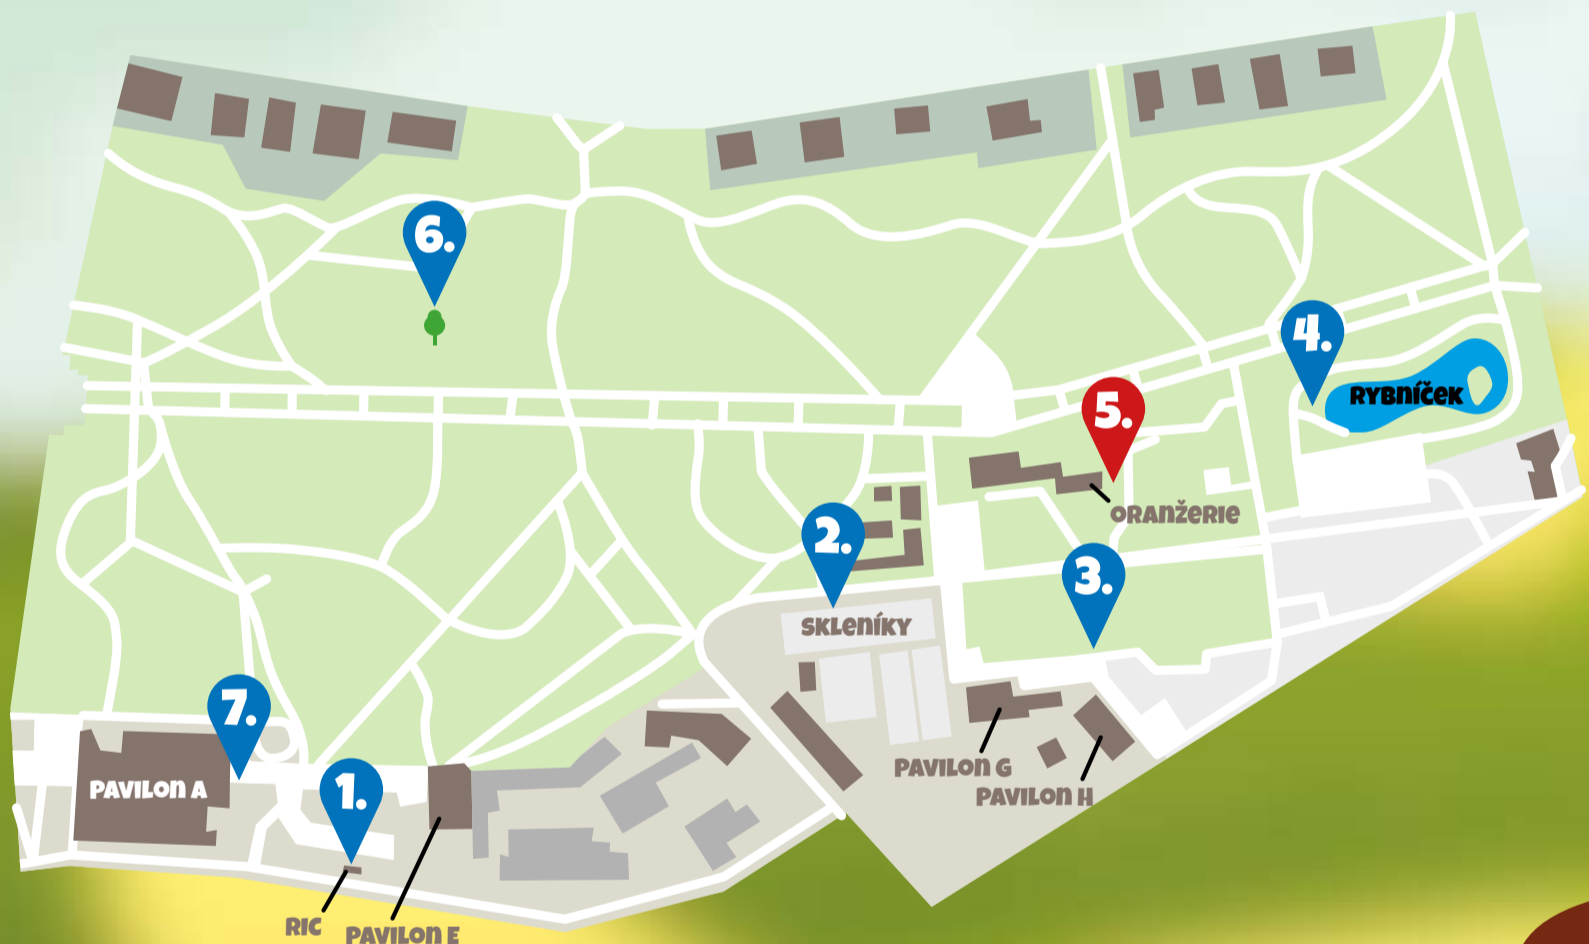 6.
4.
RYBNÍČEK
5.
ORANŽERIE
2.
3.
SKLENÍKY
7.
PAVILON A
1.
PAVILON G
PAVILON H
RIC
PAVILON E